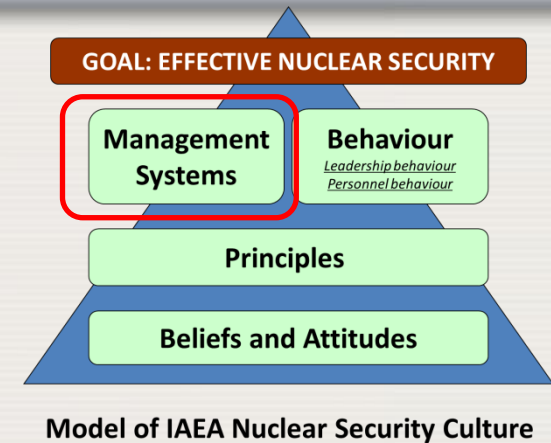 GOAL: EFFECTIVE NUCLEAR SECURITY
Management
Systems
Behaviour
Leadership behaviour
Personnel behaviour
Principles
Beliefs and Attitudes
Model of IAEA Nuclear Security Culture